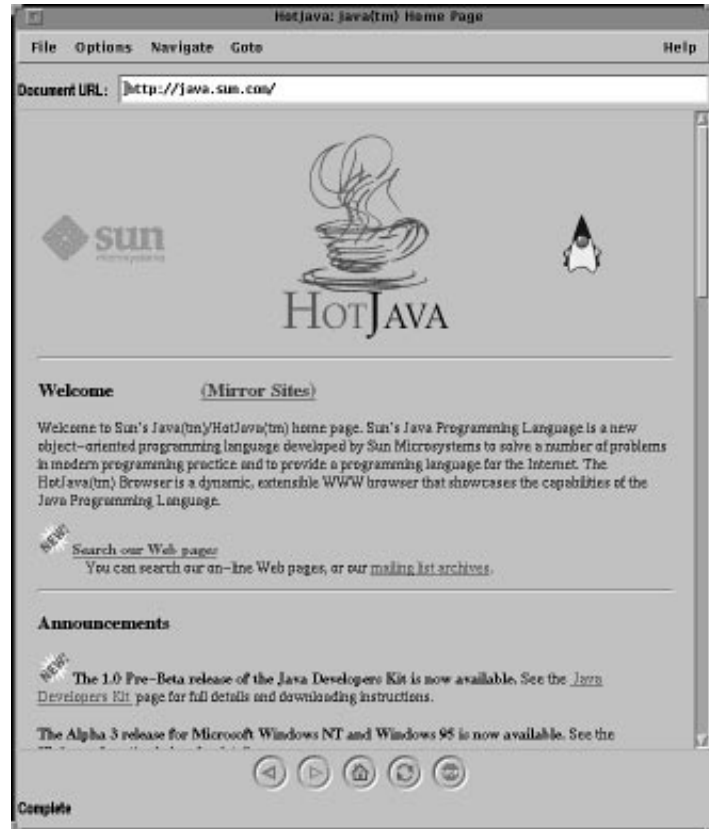 HotJava: Java(tm) Home Page
File Options Navigate Goto Help
Document URL: http://java.sun.com/
sun
microsystems
HOTJAVA
Welcome (Mirror Sites)
Welcome to Sun's Java(tm)/HotJava(tm) home page. Sun's Java Programming Language is a new
object-oriented programming language developed by Sun Microsystems to solve a number of problems
in modern programming practice and to provide a programming language for the Internet. The
HotJava(tm) Browser is a dynamic, extensible WWW browser that showcases the capabilities of the
Java Programming Language.
NEW!
Search our Web pages
You can search our on-line Web pages, or our mailing list archives.
Announcements
NEW!
The 1.0 Pre-Beta release of the Java Developers Kit is now available. See the Java
Developers Kit page for full details and downloading instructions.
The Alpha 3 release for Microsoft Windows NT and Windows 95 is now available. See the
Complete